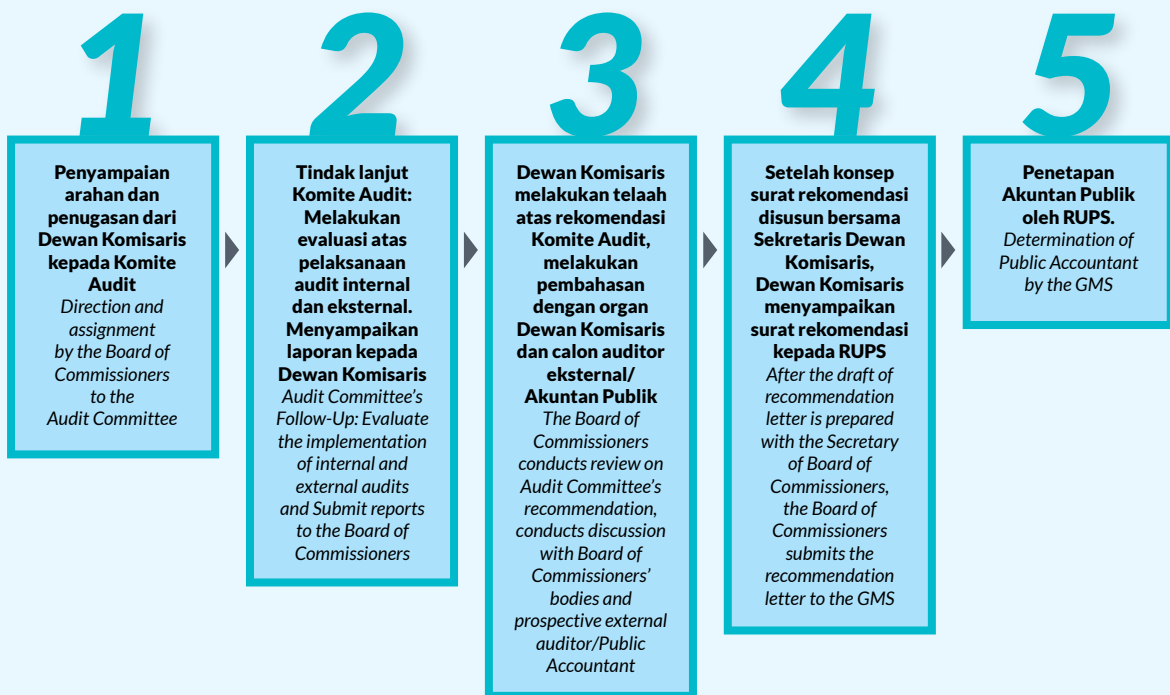 1
Penyampaian
arahan dan
penugasan dari
Dewan Komisaris
kepada Komite
Audit
Direction and
assignment
by the Board of
Commissioners
to the
Audit Committee
2
Tindak lanjut
Komite Audit:
Melakukan
evaluasi atas
pelaksanaan
audit internal
dan eksternal.
Menyampaikan
laporan kepada
Dewan Komisaris
Audit Committee's
Follow-Up: Evaluate
the implementation
of internal and
external audits
and Submit reports
to the Board of
Commissioners
3
Dewan Komisaris
melakukan telaah
atas rekomendasi
Komite Audit,
melakukan
pembahasan
dengan organ
Dewan Komisaris
dan calon auditor
eksternal/
Akuntan Publik
The Board of
Commissioners
conducts review on
Audit Committee's
recommendation,
conducts discussion
with Board of
Commissioners'
bodies and
prospective external
auditor/Public
Accountant
4
Setelah konsep
surat rekomendasi
disusun bersama
Sekretaris Dewan
Komisaris,
Dewan Komisaris
menyampaikan
surat rekomendasi
kepada RUPS
After the draft of
recommendation
letter is prepared
with the Secretary
of Board of
Commissioners,
the Board of
Commissioners
submits the
recommendation
letter to the GMS
5
Penetapan
Akuntan Publik
oleh RUPS.
Determination of
Public Accountant
by the GMS